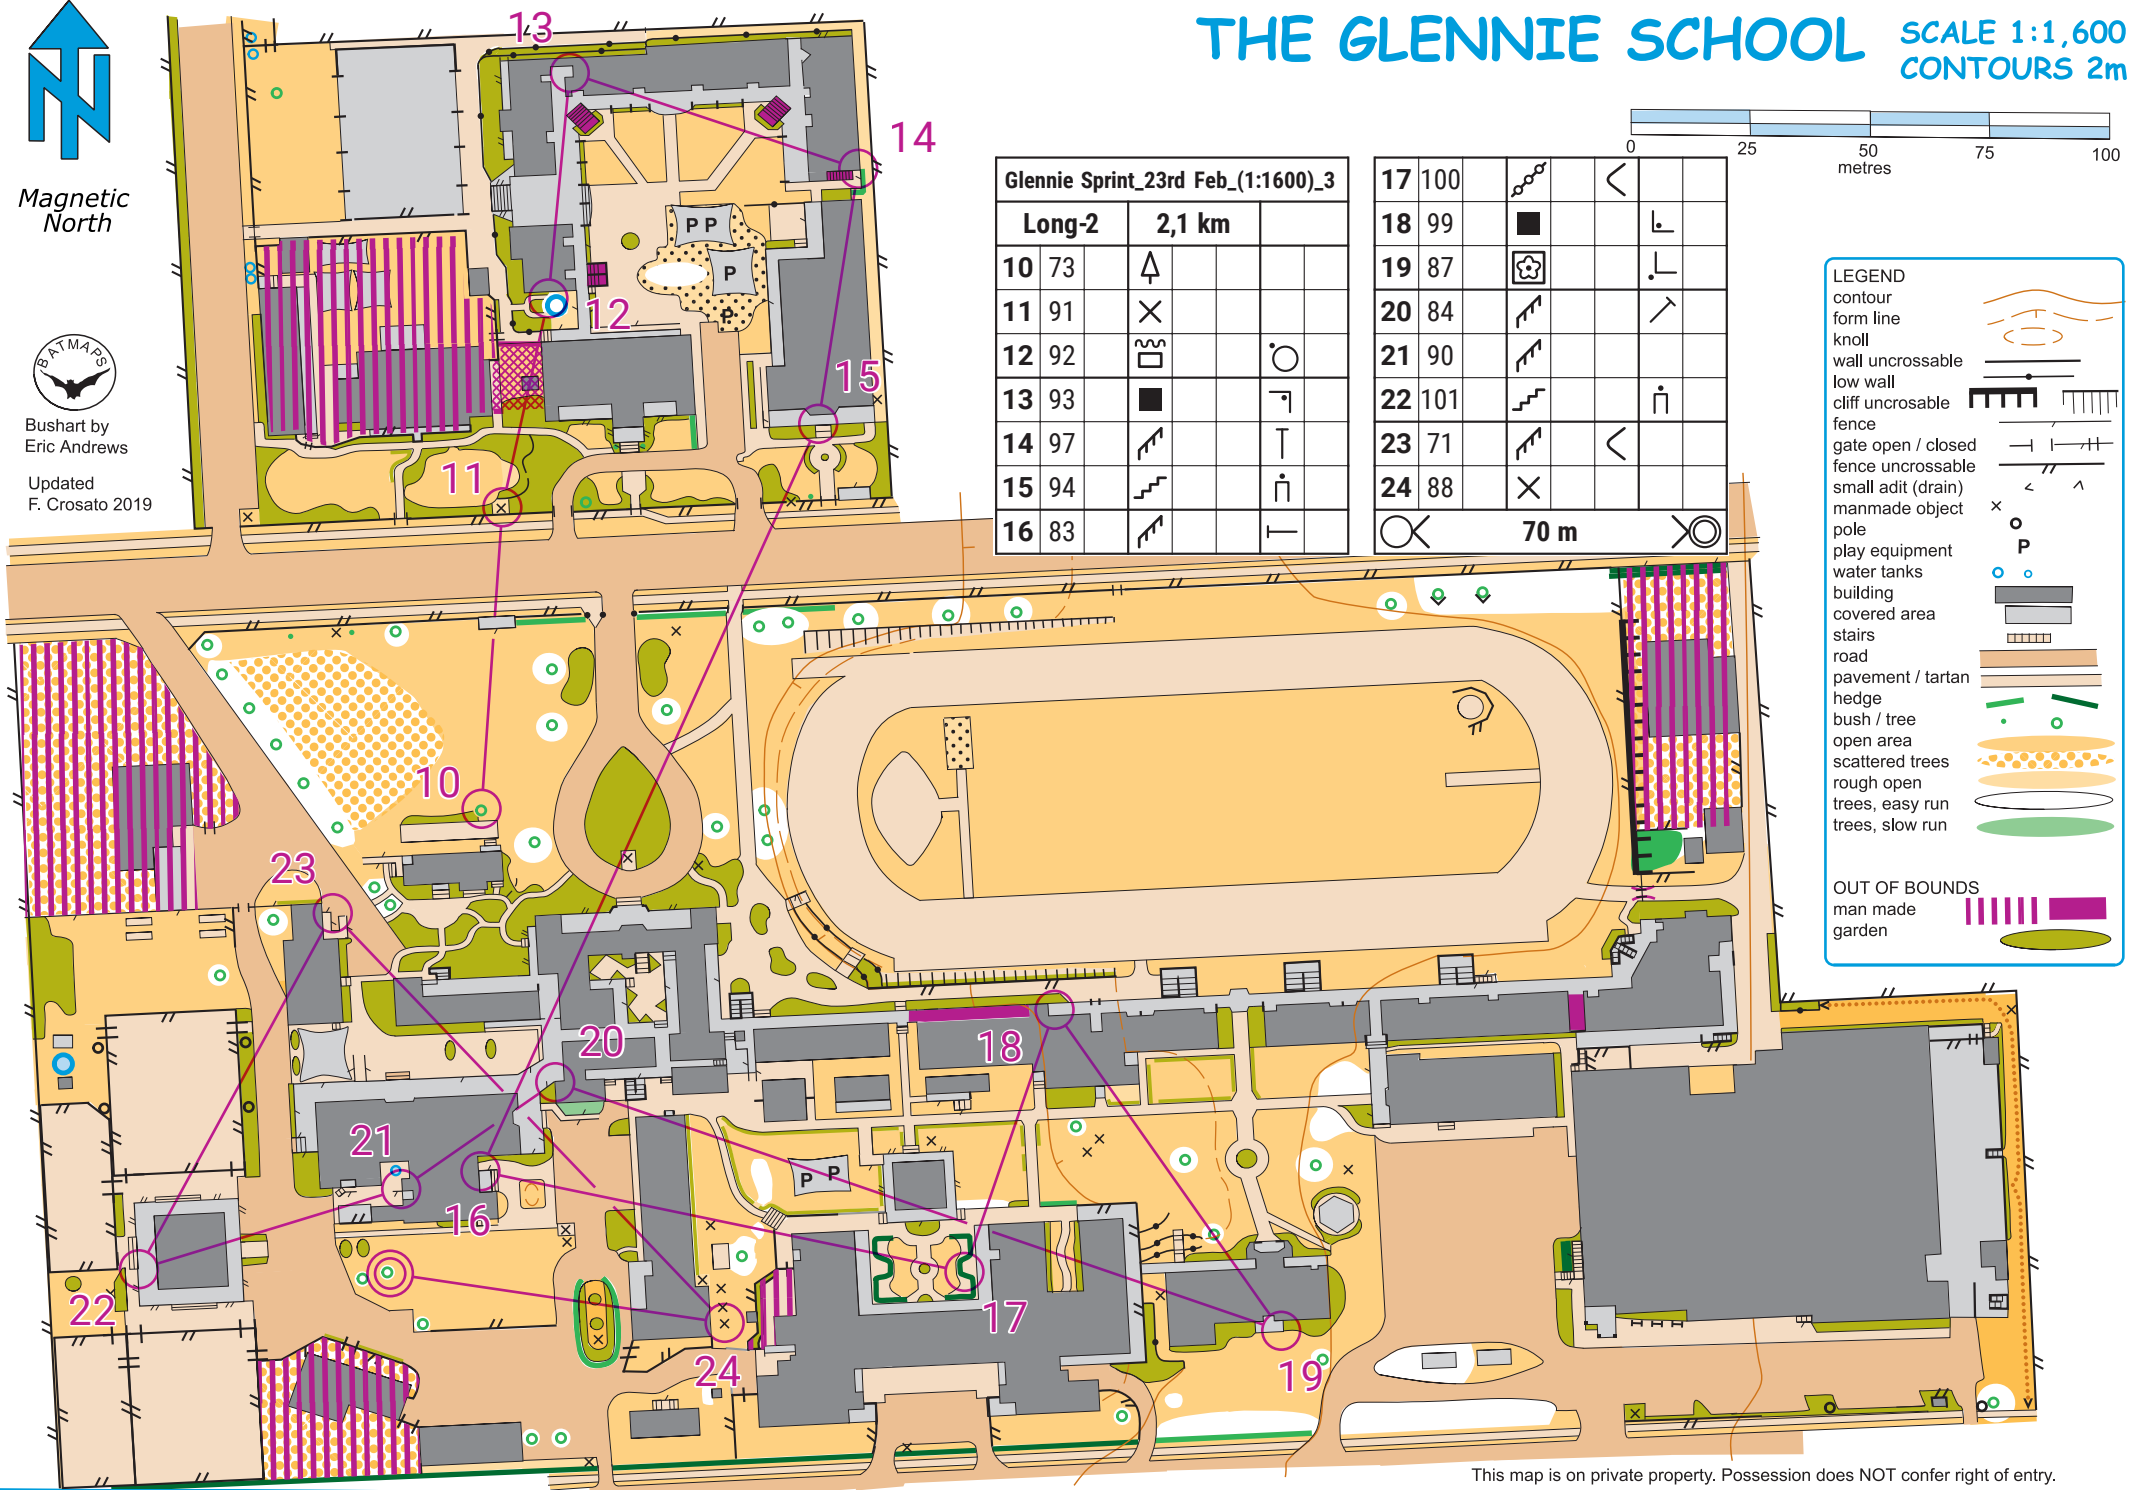 THE GLENNIE SCHOOL
SCALE 1:1,600
CONTOURS 2m
0 25 50 75 100
metres
Magnetic
North
BATMAPS
Bushart by
Eric Andrews
Updated
F. Crosato 2019
Glennie Sprint_23rd Feb_(1:1600)_3
Long-2 2,1 km
10 73
11 91
12 92
13 93
14 97
15 94
16 83
17 100
18 99
19 87
20 84
21 90
22 101
23 71
24 88
70 m
LEGEND
contour
form line
knoll
wall uncrossable
low wall
cliff uncrosable
fence
gate open / closed
fence uncrossable
small adit (drain)
manmade object
pole
play equipment P
water tanks
building
covered area
stairs
road
pavement / tartan
hedge
bush / tree
open area
scattered trees
rough open
trees, easy run
trees, slow run
OUT OF BOUNDS
man made
garden
13
14
P P
P
P
12
15
11
10
23
20
18
21
P P
16
22
17
24
19
This map is on private property. Possession does NOT confer right of entry.